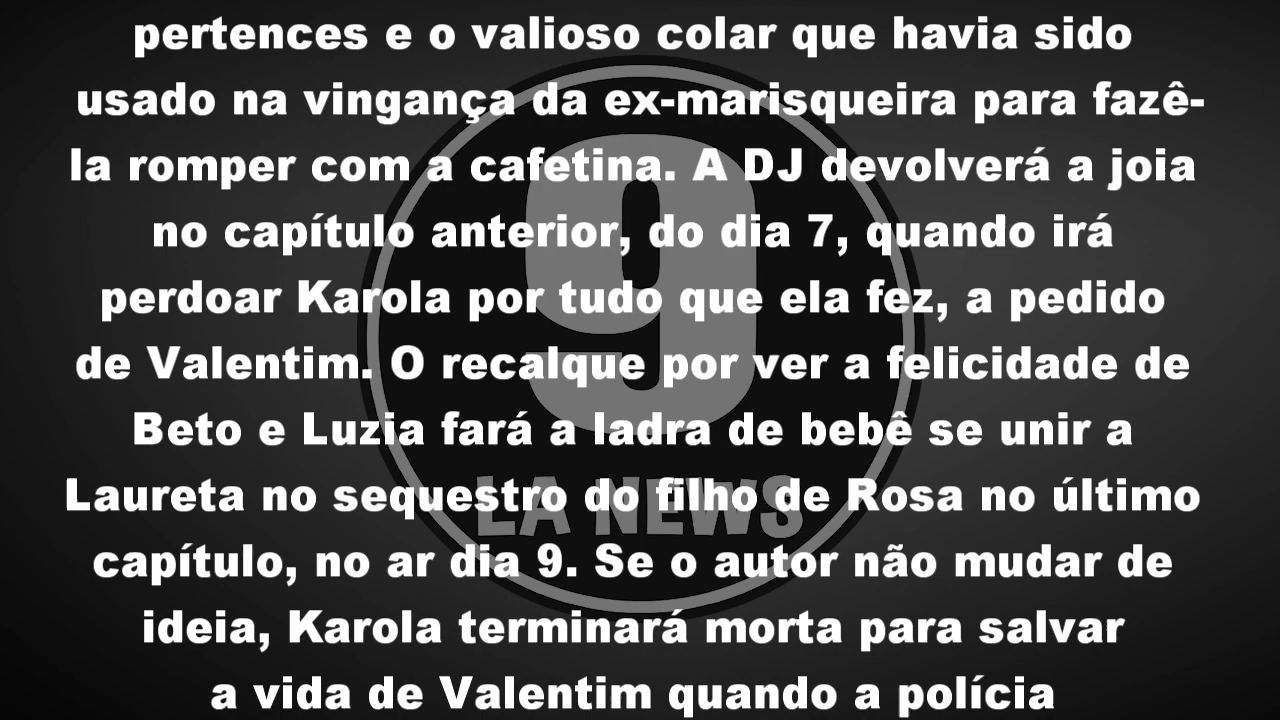 pertences e o valioso colar que havia sido
usado na vingança da ex-marisqueira para fazê-
la romper com a cafetina. A DJ devolverá a joia
no capítulo anterior, do dia 7, quando irá
perdoar Karola por tudo que ela fez, a pedido
de Valentim. O recalque por ver a felicidade de
Beto e Luzia fará a ladra de bebê se unir a
Laureta no sequestro do filho de Rosa no último
capítulo, no ar dia 9. Se o autor não mudar de
ideia, Karola terminará morta para salvar
a vida de Valentim quando a polícia
9
LA NEWS